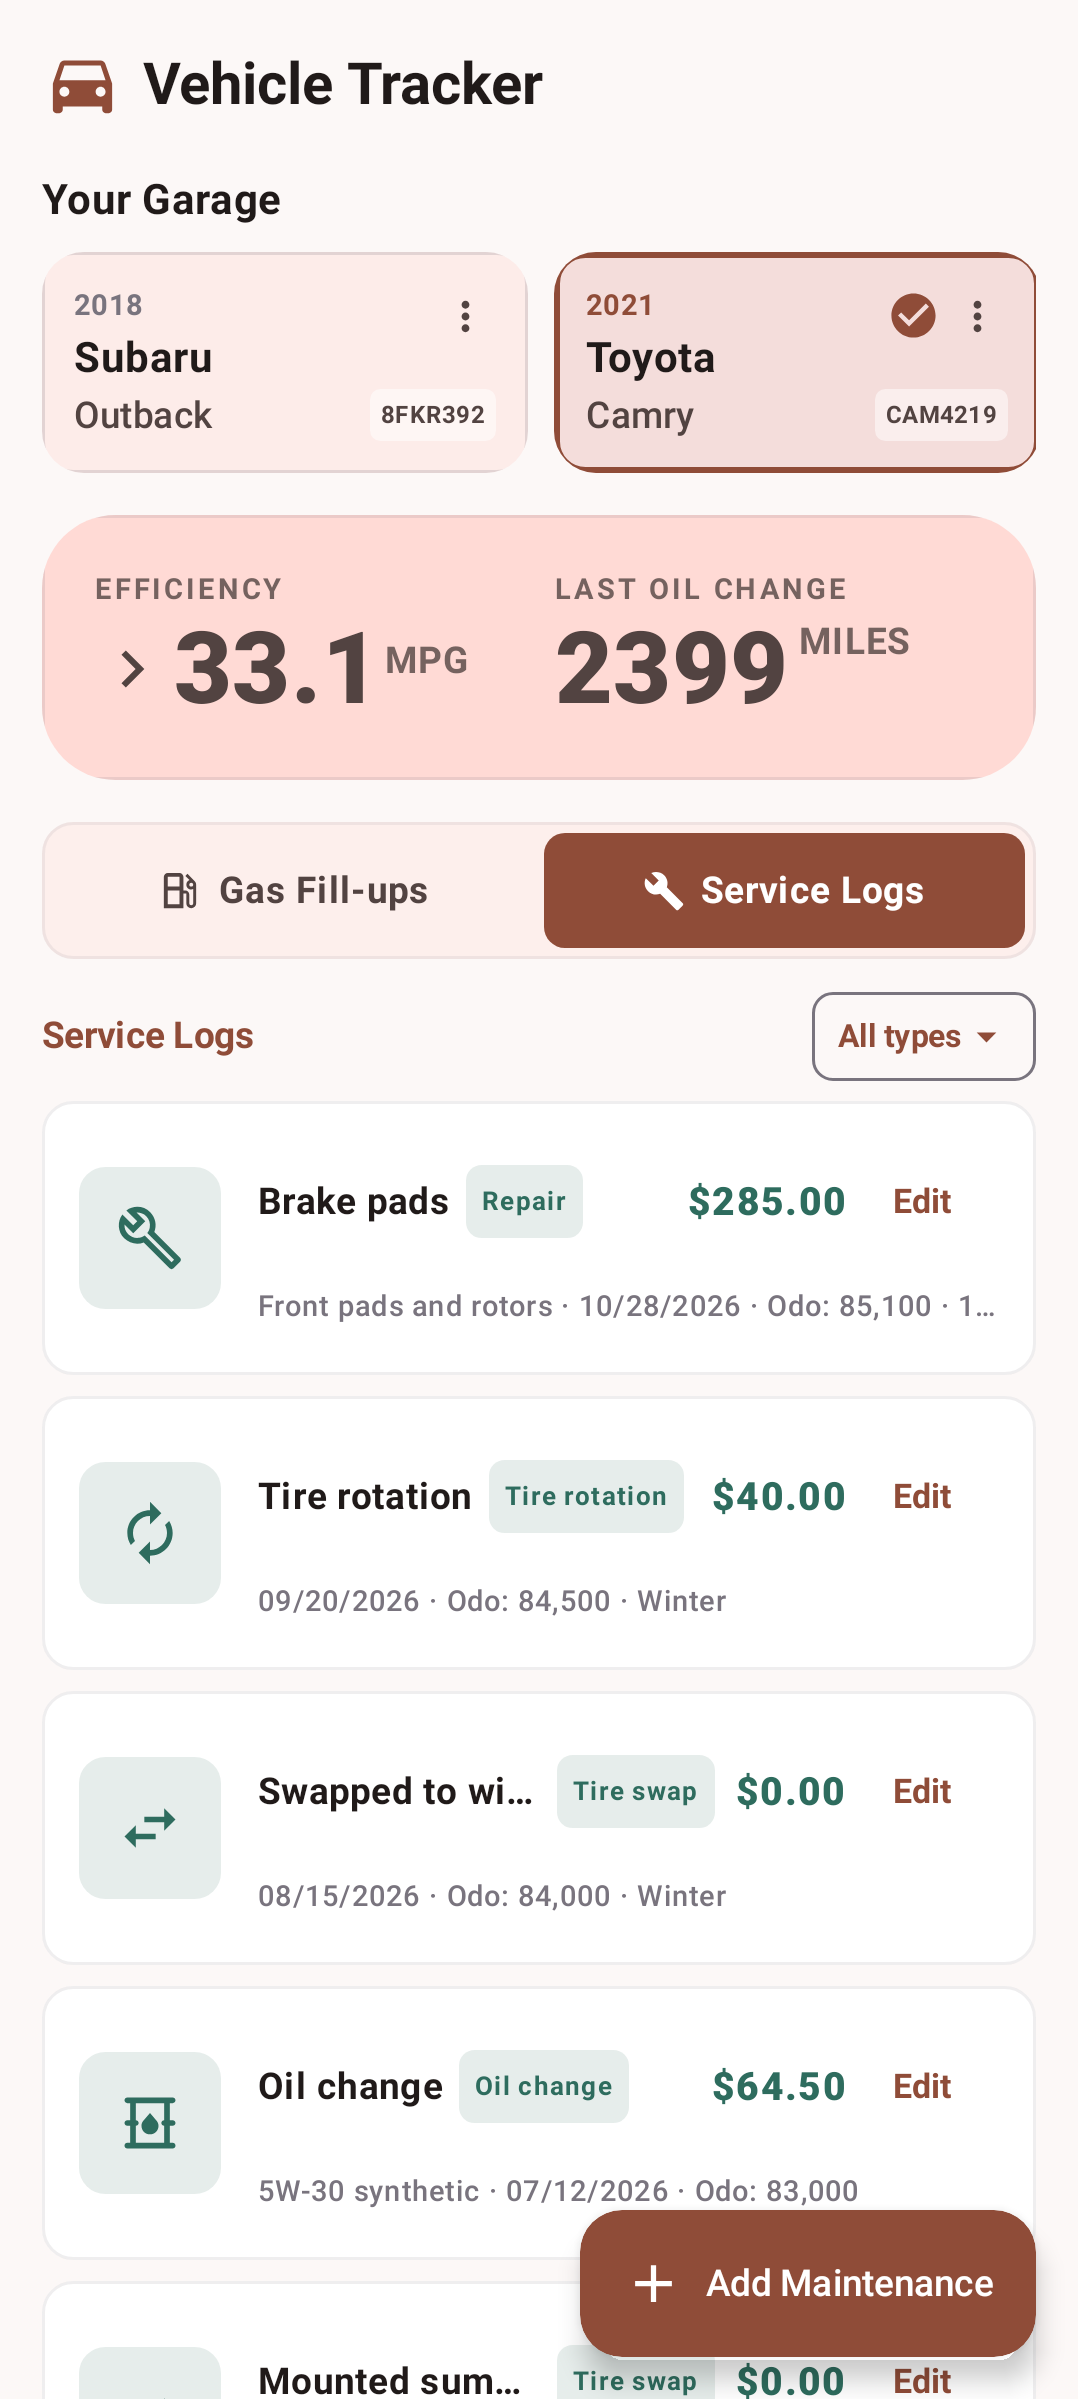 Vehicle Tracker
Your Garage
2018
Subaru
Outback
8FKR392
2021
Toyota
Camry
CAM4219
EFFICIENCY
33.1 MPG
LAST OIL CHANGE
2399 MILES
Gas Fill-ups
Service Logs
Service Logs
All types
Brake pads
Repair
$285.00
Edit
Front pads and rotors · 10/28/2026 · Odo: 85,100 · 1…
Tire rotation
Tire rotation
$40.00
Edit
09/20/2026 · Odo: 84,500 · Winter
Swapped to wi…
Tire swap
$0.00
Edit
08/15/2026 · Odo: 84,000 · Winter
Oil change
Oil change
$64.50
Edit
5W-30 synthetic · 07/12/2026 · Odo: 83,000
Add Maintenance
Mounted sum…
Tire swap
$0.00
Edit